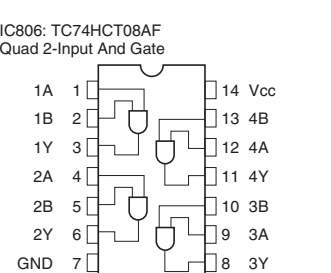 IC806: TC74HCT08AF
Quad 2-Input And Gate
1A 1 14 Vcc
1B 2 13 4B
1Y 3 12 4A
2A 4 11 4Y
2B 5 10 3B
2Y 6 9 3A
GND 7 8 3Y